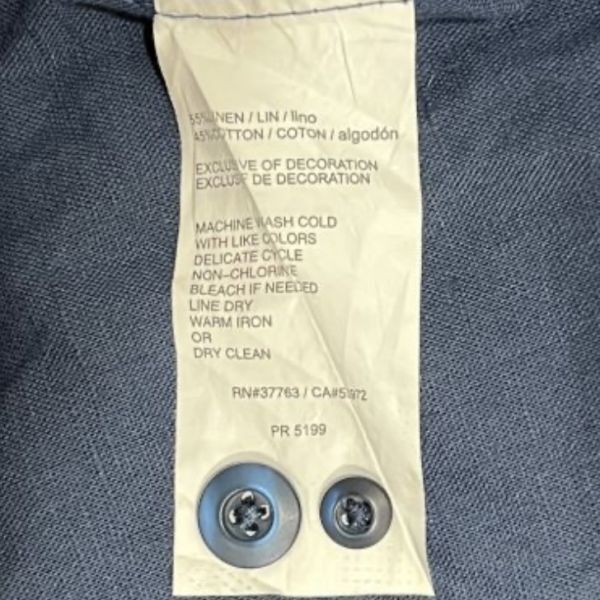 55% LINEN / LIN / lino
45% COTTON / COTON / algodón
EXCLUSIVE OF DECORATION
EXCLUSIF DE DECORATION
MACHINE WASH COLD
WITH LIKE COLORS
DELICATE CYCLE
NON-CHLORINE
BLEACH IF NEEDED
LINE DRY
WARM IRON
OR
DRY CLEAN
RN#37763 /
PR 5199